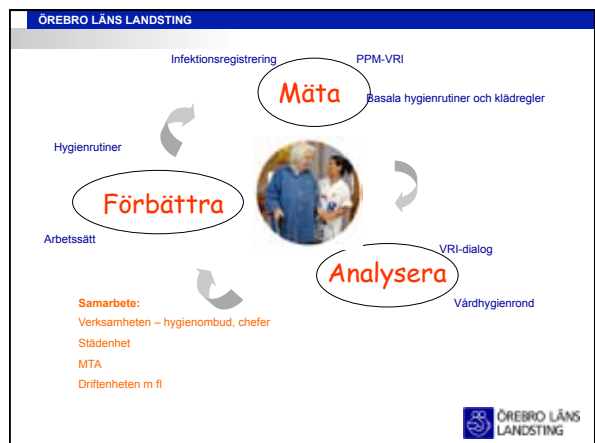 ÖREBRO LÄNS LANDSTING
Infektionsregistrering
PPM-VRI
Mäta
Basala hygienrutiner och klädregler
Hygienrutiner
Förbättra
Arbetssätt
VRI-dialog
Analysera
Vårdhygienrond
Samarbete:
Verksamheten – hygienombud, chefer
Städenhet
MTA
Driftenheten m fl
ÖREBRO LÄNS
LANDSTING